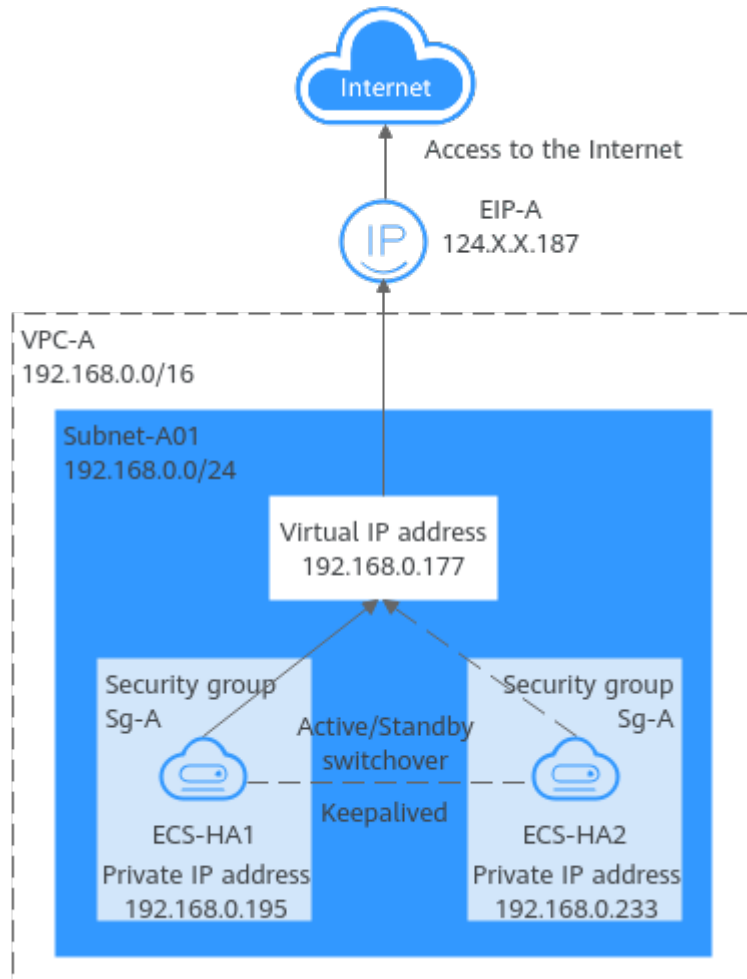 Internet
Access to the Internet
IP
EIP-A
124.X.X.187
VPC-A
192.168.0.0/16
Subnet-A01
192.168.0.0/24
Virtual IP address
192.168.0.177
Security group
Sg-A
Security group
Sg-A
Active/Standby
switchover
Keepalived
ECS-HA1
Private IP address
192.168.0.195
ECS-HA2
Private IP address
192.168.0.233